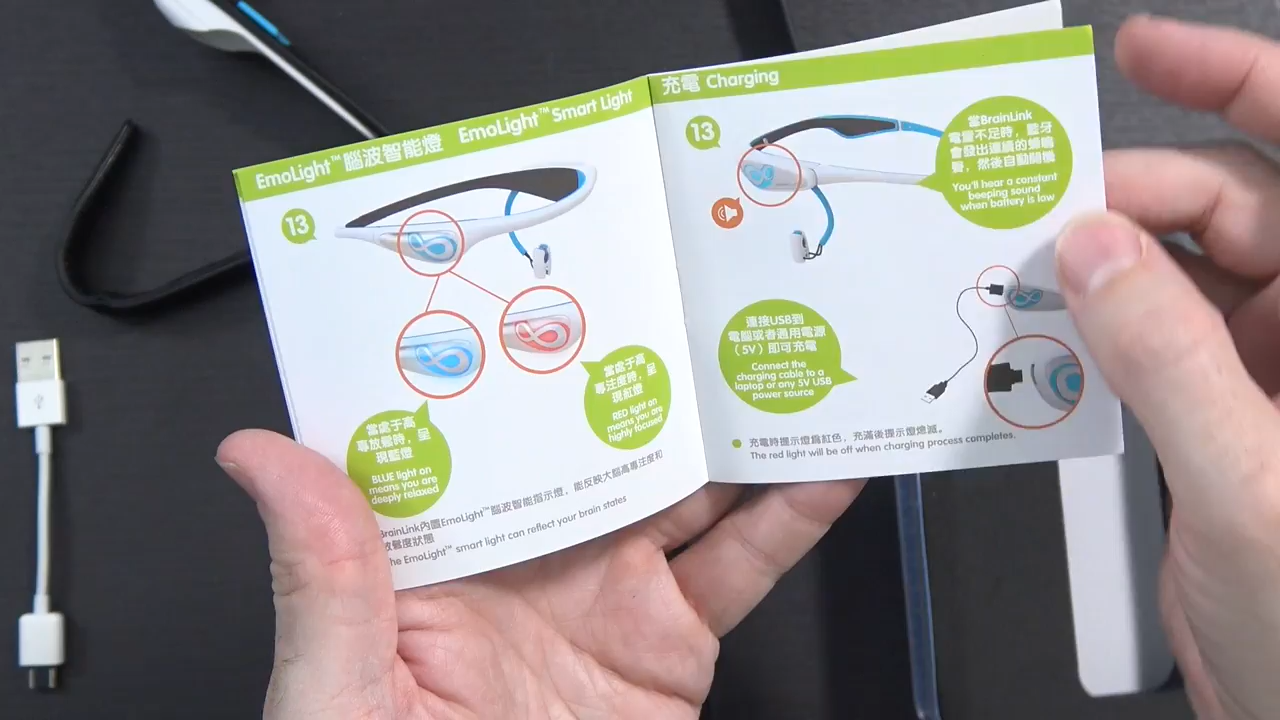 EmoLight™ 腦波智能燈 EmoLight™ Smart Light
13
當處于高
專注度時，呈
現紅燈
RED light on
means you are
highly focused
當處于高
專放鬆時，呈
現藍燈
BLUE light on
means you are
deeply relaxed
BrainLink內置EmoLight™腦波智能指示燈，能反映大腦高專注度和
鬆度狀態
he EmoLight™ smart light can reflect your brain states
充電 Charging
13
當BrainLink
電量不足時，藍牙
會發出連續的蜂鳴
聲，然後自動關機
You'll hear a constant
beeping sound
when battery is low
連接USB到
電腦或者通用電源
（5V）即可充電
Connect the
charging cable to a
laptop or any 5V USB
power source
充電時提示燈爲紅色，充滿後提示燈熄滅。
The red light will be off when charging process completes.